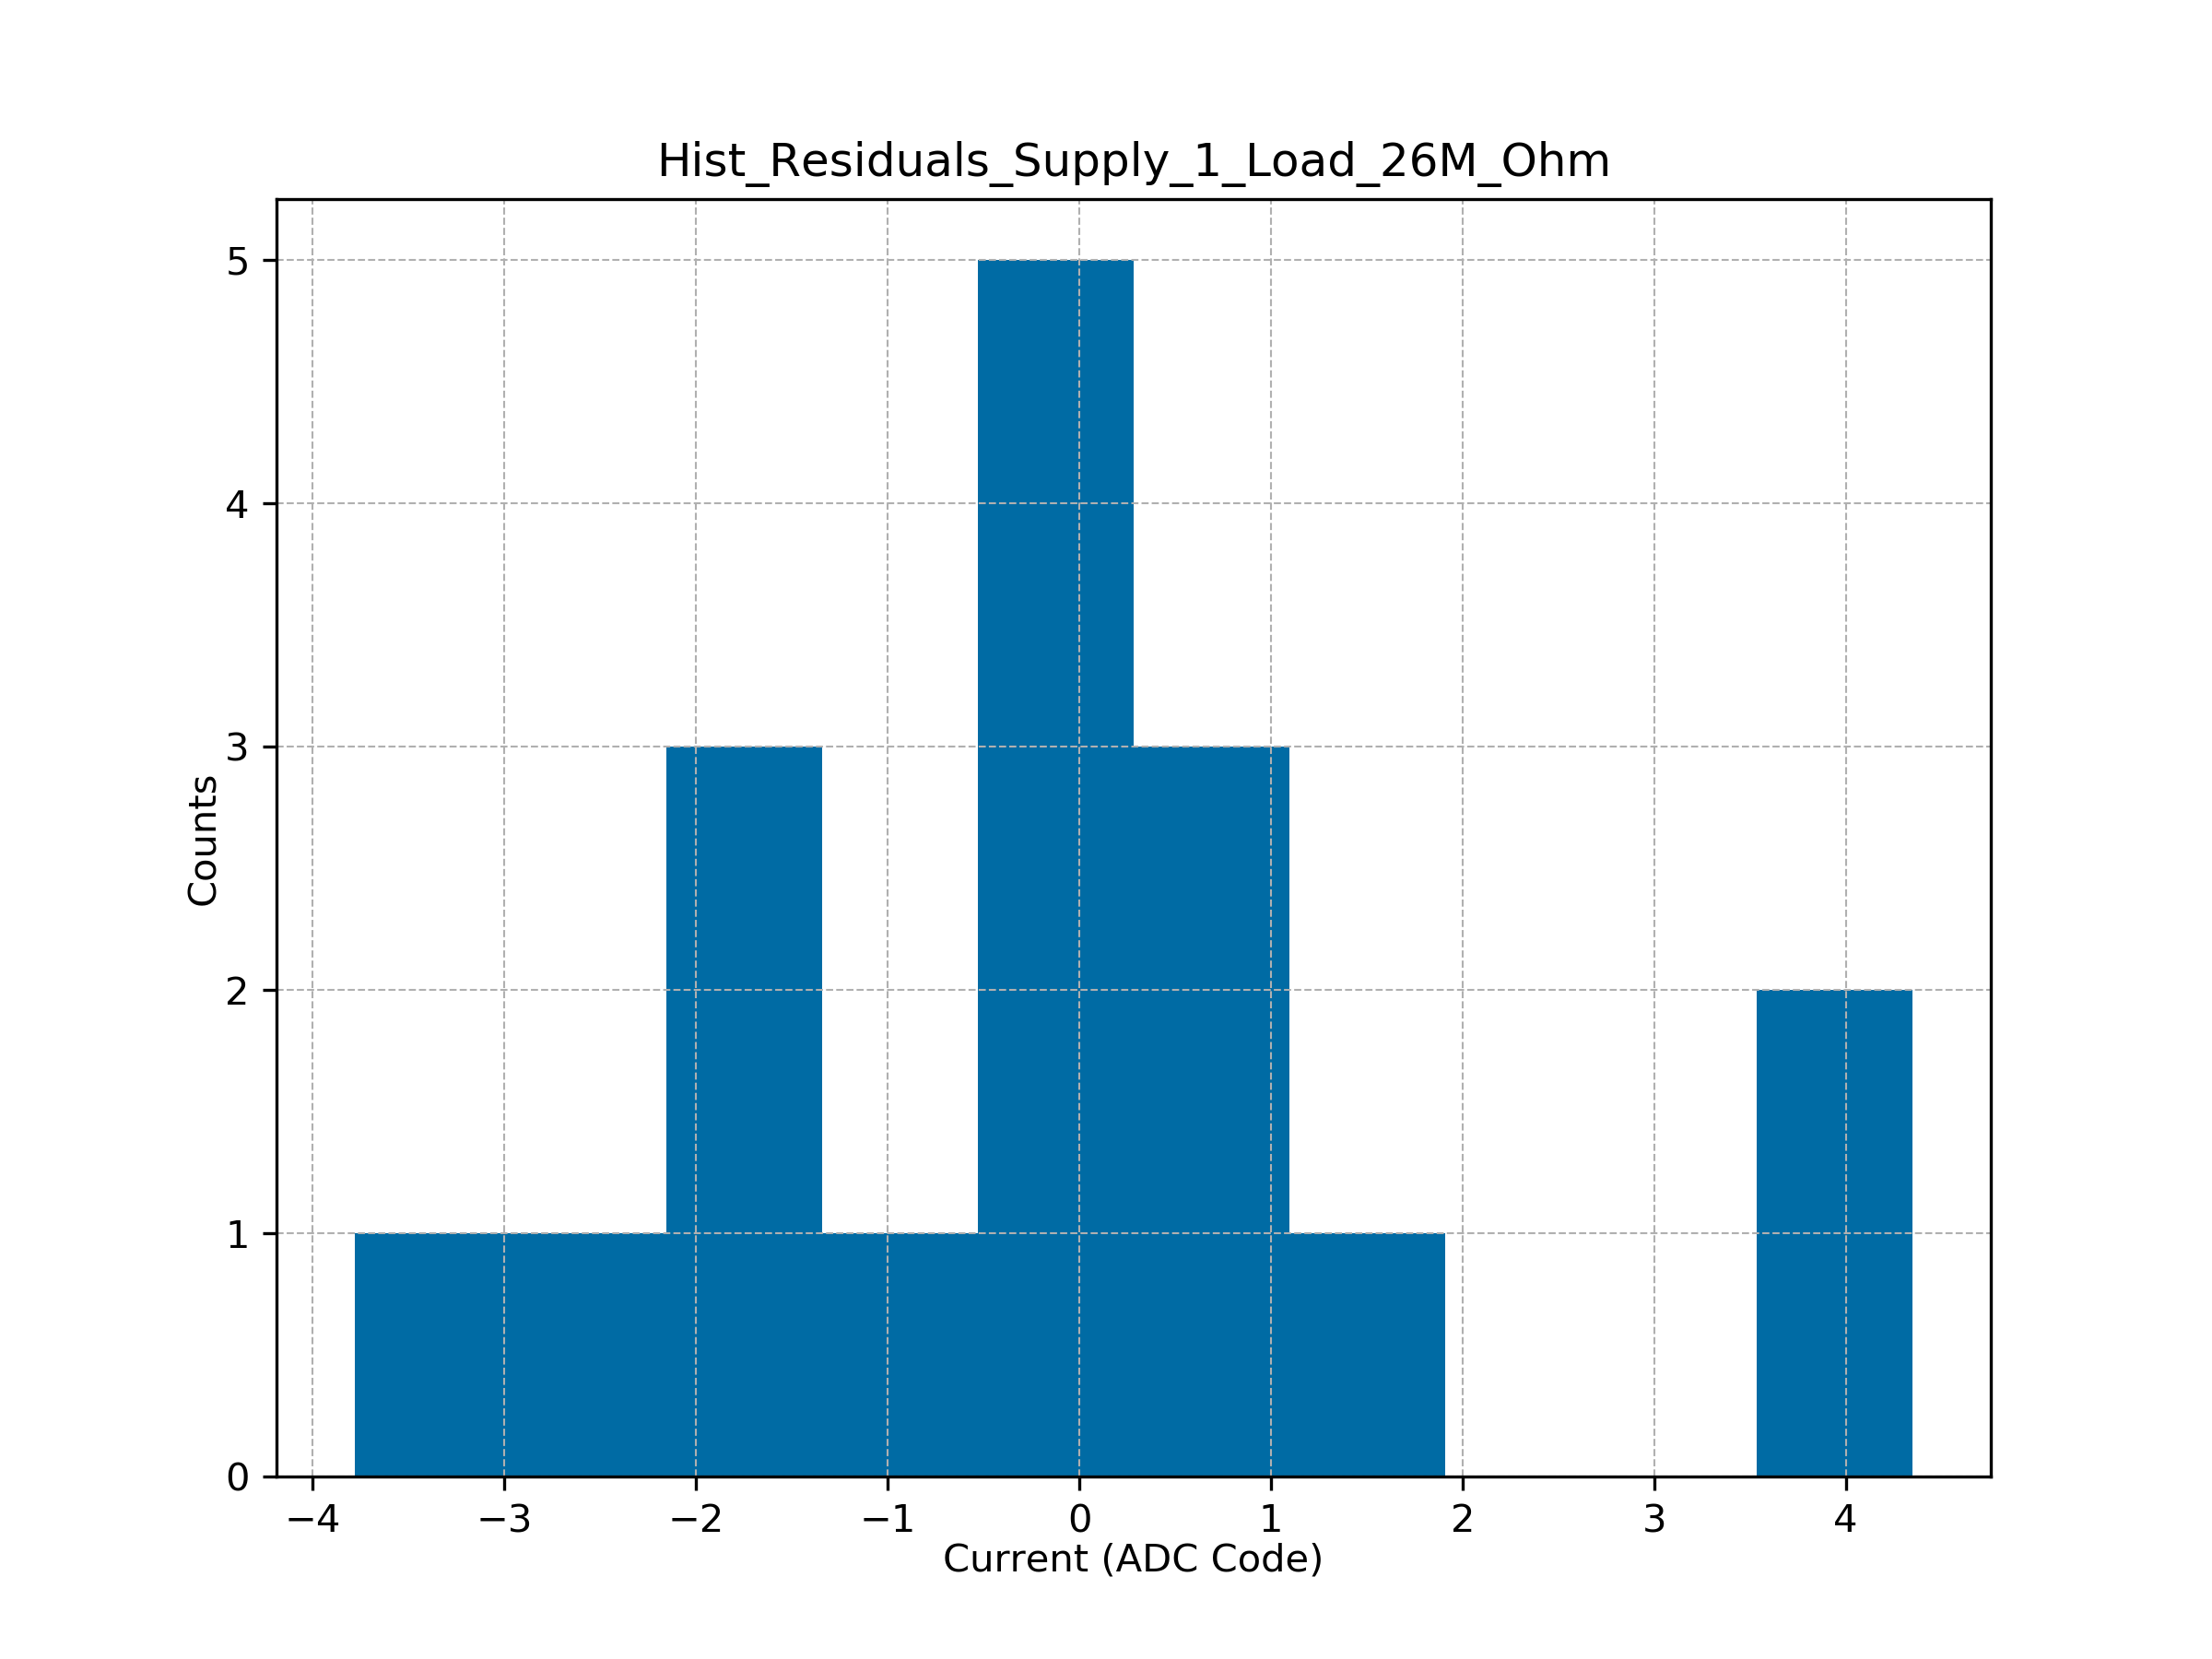 Hist_Residuals_Supply_1_Load_26M_Ohm
5
4
3
2
1
0
Counts
−4 −3 −2 −1 0 1 2 3 4
Current (ADC Code)